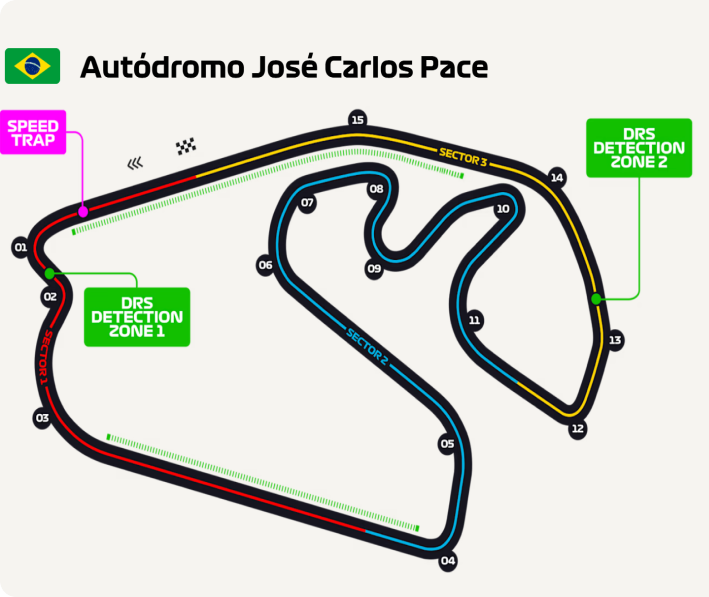 Autódromo José Carlos Pace
SPEED
TRAP
15
SECTOR 3
DRS
DETECTION
ZONE 2
14
08
07
10
01
06
09
02
DRS
DETECTION
ZONE 1
11
13
SECTOR 2
SECTOR 1
03
12
05
04